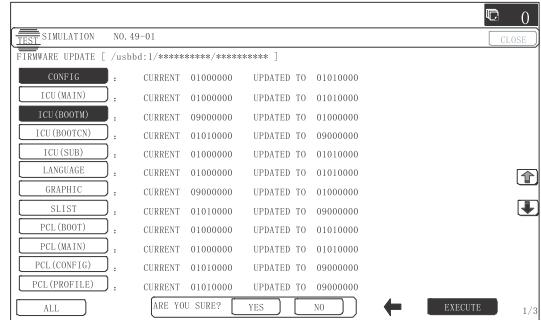 0
TEST SIMULATION NO. 49-01 CLOSE
FIRMWARE UPDATE [ /usbbd:1/**********/********** ]
CONFIG : CURRENT 01000000 UPDATED TO 01010000
ICU(MAIN) : CURRENT 01000000 UPDATED TO 01010000
ICU(BOOTM) : CURRENT 09000000 UPDATED TO 01000000
ICU(BOOTCN) : CURRENT 01010000 UPDATED TO 09000000
ICU(SUB) : CURRENT 01000000 UPDATED TO 01010000
LANGUAGE : CURRENT 01000000 UPDATED TO 01010000
GRAPHIC : CURRENT 09000000 UPDATED TO 01000000
SLIST : CURRENT 01010000 UPDATED TO 09000000
PCL(BOOT) : CURRENT 01000000 UPDATED TO 01010000
PCL(MAIN) : CURRENT 01000000 UPDATED TO 01010000
PCL(CONFIG) : CURRENT 01010000 UPDATED TO 09000000
PCL(PROFILE) : CURRENT 01010000 UPDATED TO 09000000
ALL ARE YOU SURE? YES NO EXECUTE 1/3